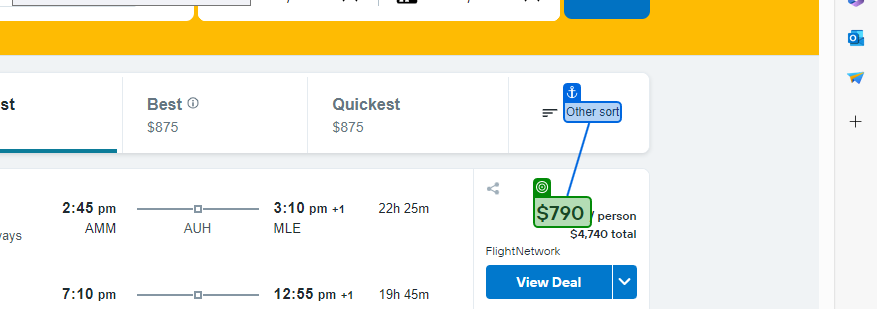 st
Best
Quickest
$875
$875
Other sort
2:45 pm
3:10 pm +1
22h 25m
AMM
AUH
MLE
ways
$790 / person
$4,740 total
FlightNetwork
View Deal
7:10 pm
12:55 pm +1
19h 45m